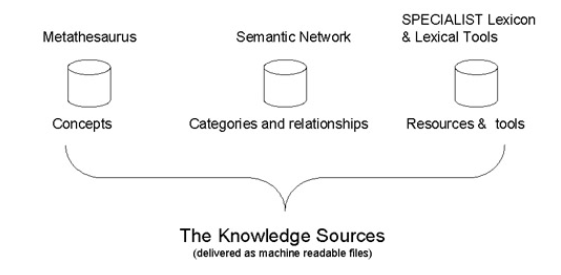 Metathesaurus
Semantic Network
SPECIALIST Lexicon
& Lexical Tools
Concepts
Categories and relationships
Resources & tools
The Knowledge Sources
(delivered as machine readable files)